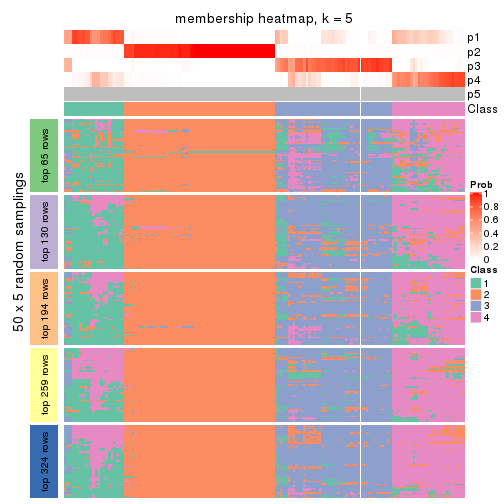 membership heatmap, k = 5
p1
p2
p3
p4
p5
Class
50 x 5 random samplings
top 65 rows
top 130 rows
top 194 rows
top 259 rows
top 324 rows
Prob
1
0.8
0.6
0.4
0.2
0
Class
1
2
3
4